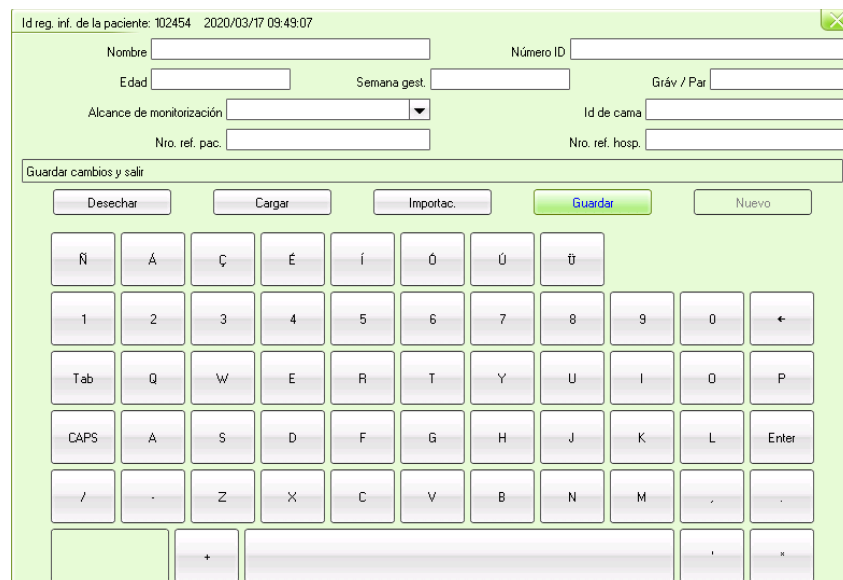 Id reg. inf. de la paciente: 102454 2020/03/17 09:49:07
Nombre Número ID
Edad Semana gest. Gráv / Par
Alcance de monitorización Id de cama
Nro. ref. pac. Nro. ref. hosp.
Guardar cambios y salir
Desechar Cargar Importac. Guardar Nuevo
Ñ Á Ç É Í Ó Ú Ü
1 2 3 4 5 6 7 8 9 0 ←
Tab Q W E R T Y U I O P
CAPS A S D F G H J K L Enter
/ - Z X C V B N M , .
+ ' "